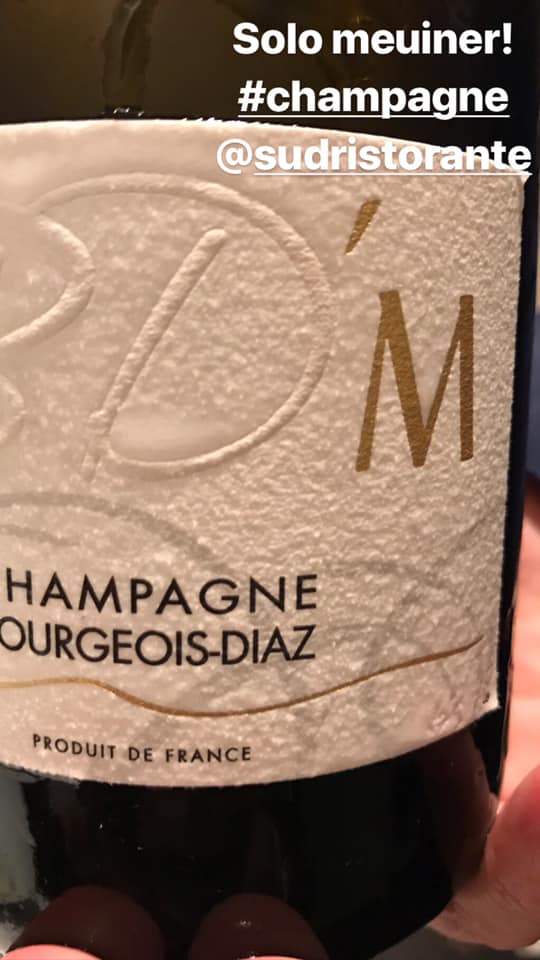 Solo meuiner!
#champagne
@sudristorante
BD'M
HAMPAGNE
OURGEOIS-DIAZ
PRODUIT DE FRANCE